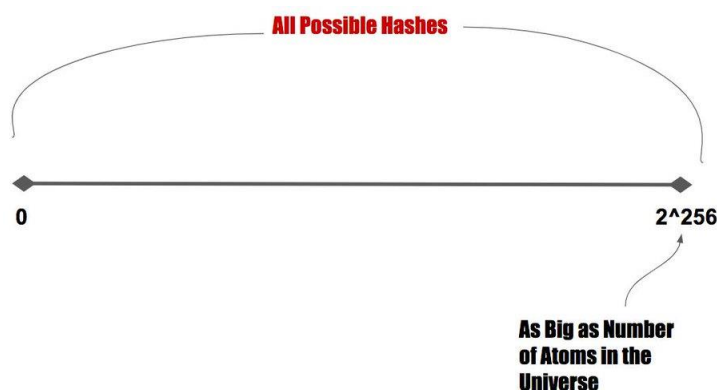 All Possible Hashes
0
2^256
As Big as Number
of Atoms in the
Universe